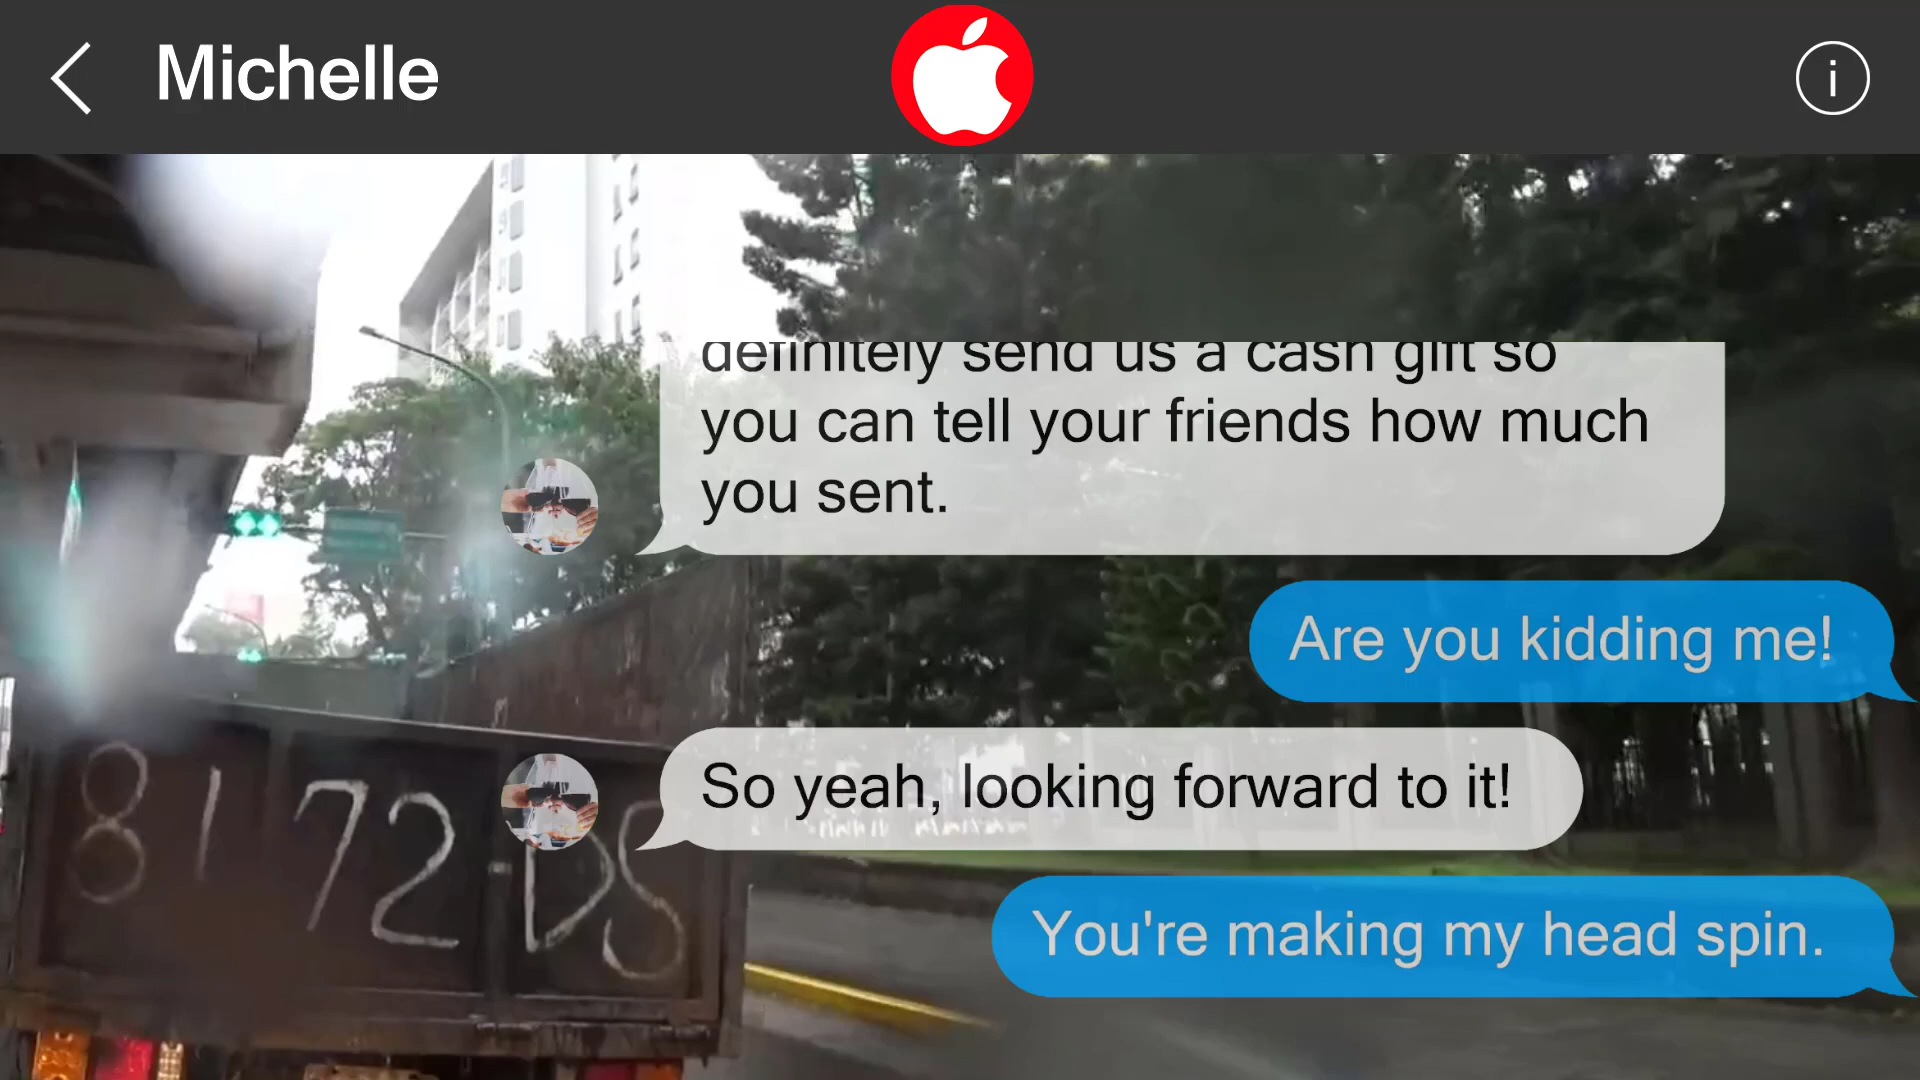 Michelle
definitely send us a cash gift so
you can tell your friends how much
you sent.
Are you kidding me!
So yeah, looking forward to it!
You're making my head spin.
8172-DS